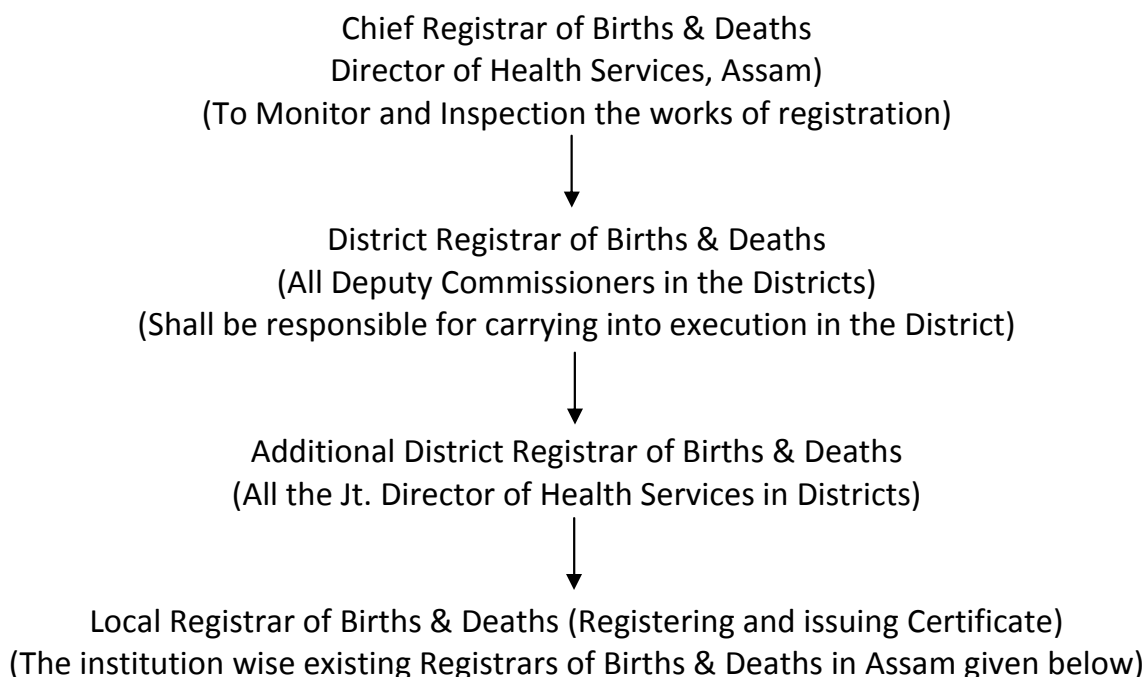 Chief Registrar of Births & Deaths
Director of Health Services, Assam)
(To Monitor and Inspection the works of registration)
District Registrar of Births & Deaths
(All Deputy Commissioners in the Districts)
(Shall be responsible for carrying into execution in the District)
Additional District Registrar of Births & Deaths
(All the Jt. Director of Health Services in Districts)
Local Registrar of Births & Deaths (Registering and issuing Certificate)
(The institution wise existing Registrars of Births & Deaths in Assam given below)